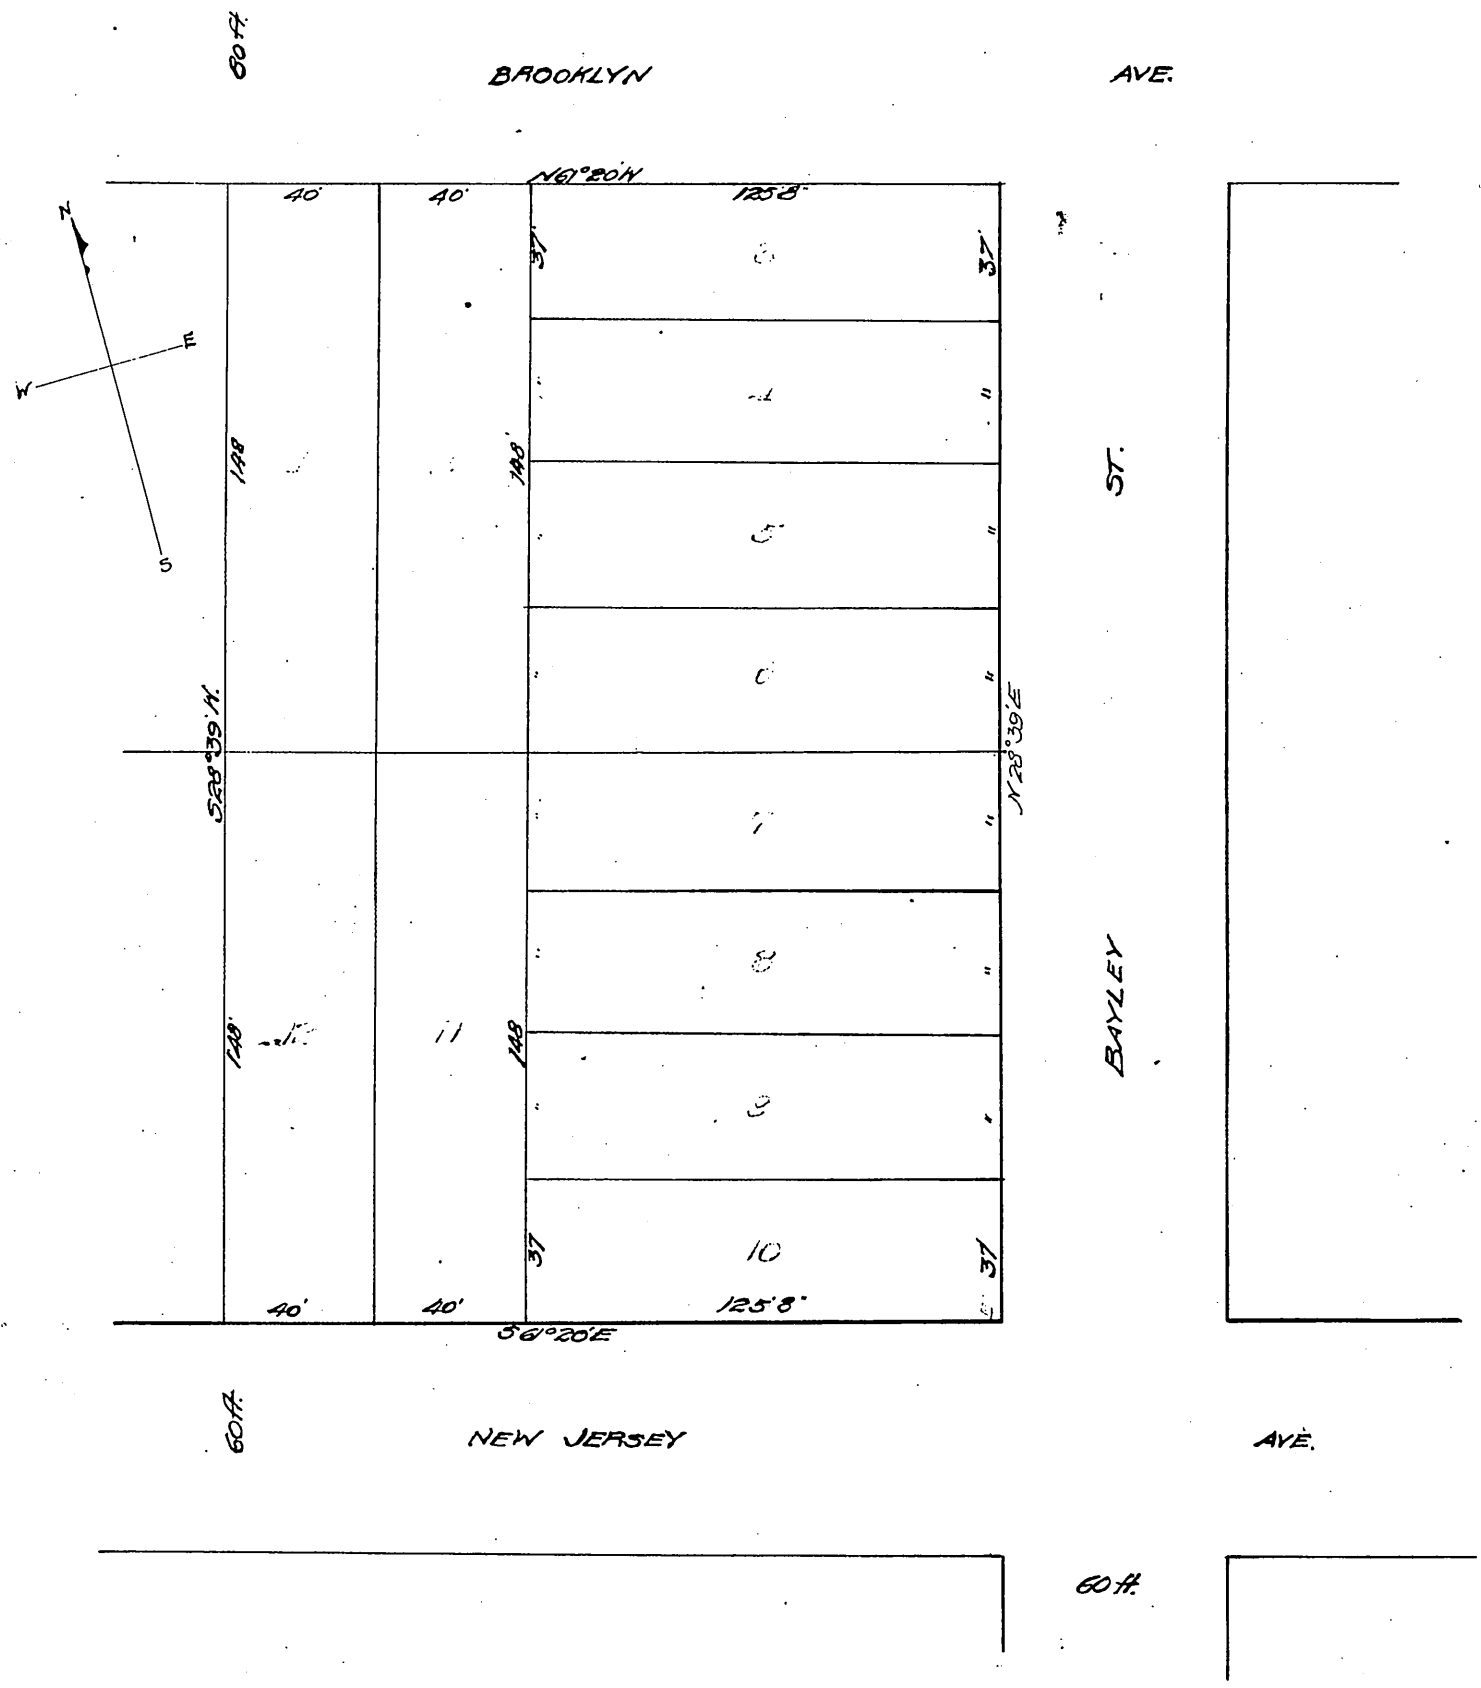 80 ft.
BROOKLYN AVE.
N61°20'W
40' 40' 125'8"
N
37' 3 37'
E
W
" 4 "
148 148'
ST.
S
" 5 "
" 6 "
S28°39'W.
N28°39'E
" 7 "
" 8 "
BAYLEY
148' 12 11 148
" 9 "
37 10 37
40' 40' 125'8"
S61°20'E
60 ft.
NEW JERSEY AVE.
60 ft.